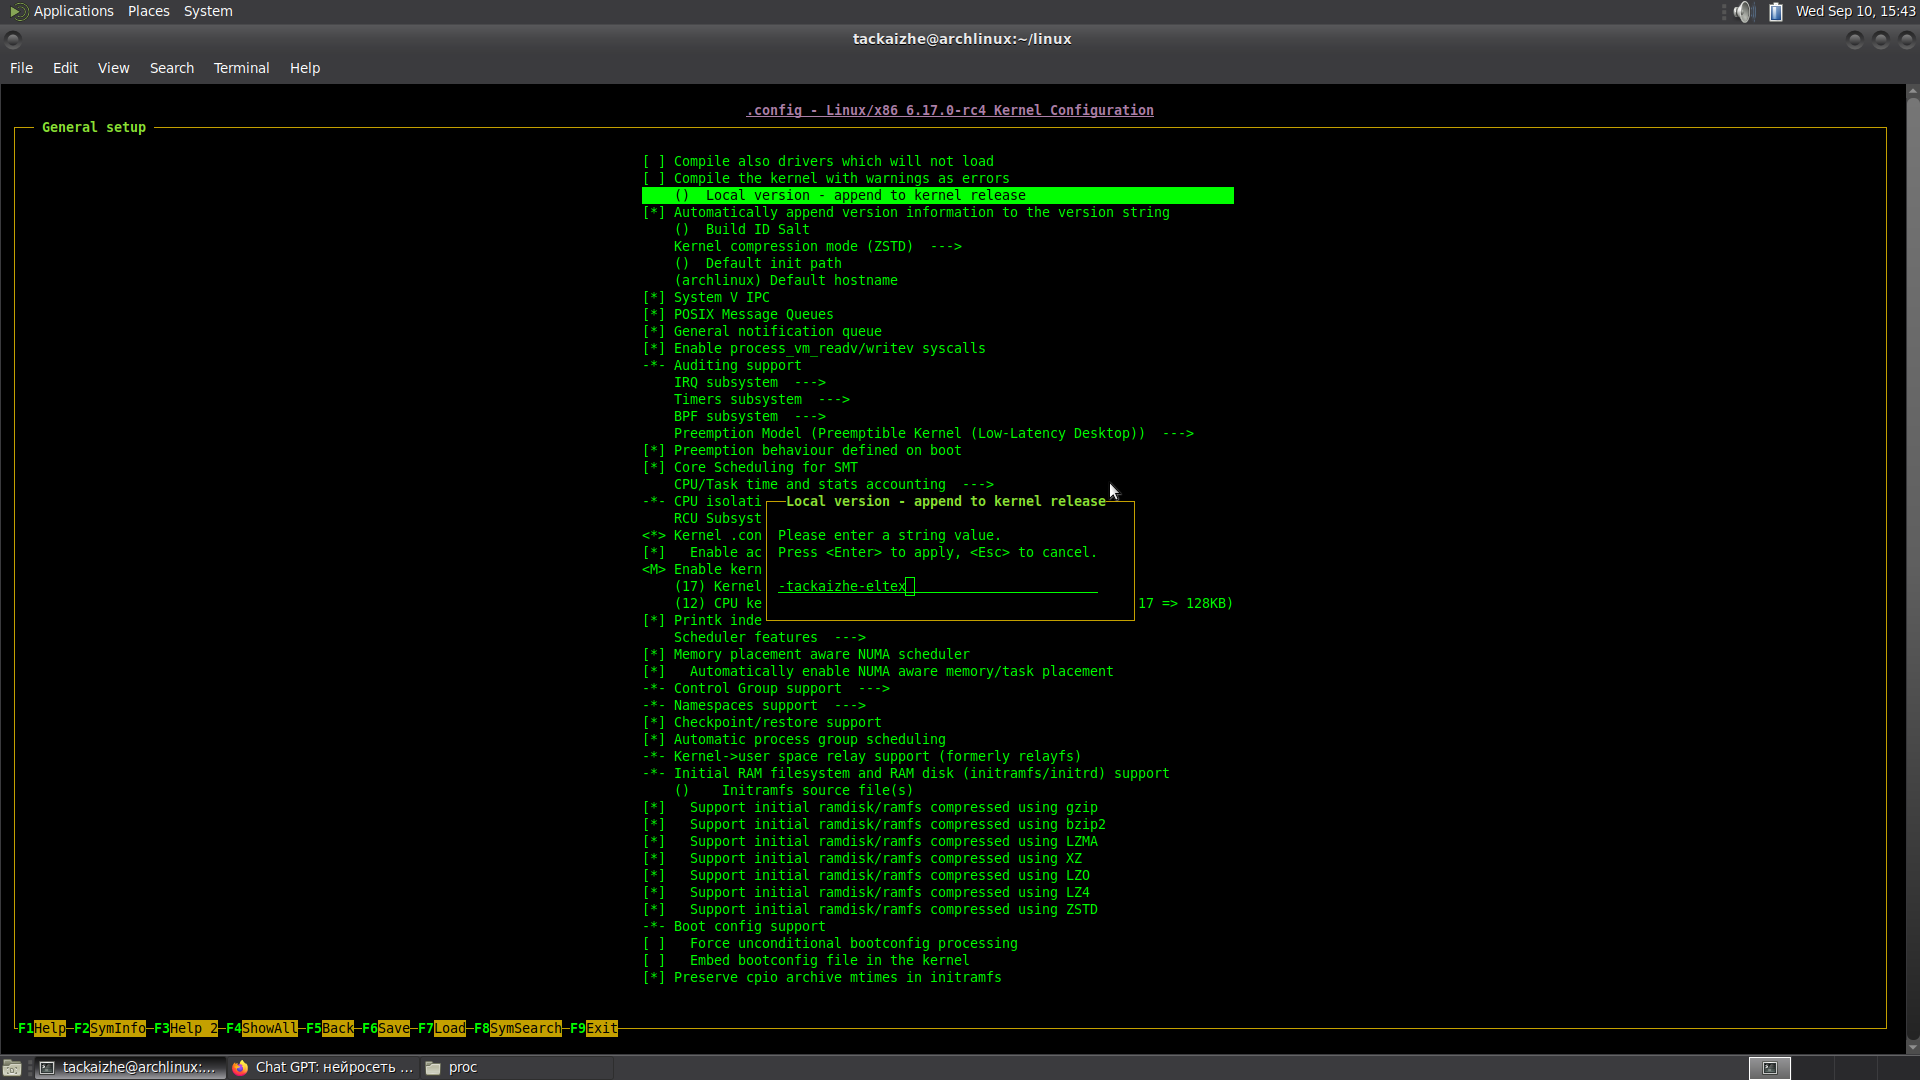 Applications Places System Wed Sep 10, 15:43
tackaizhe@archlinux:~/linux
File Edit View Search Terminal Help
.config - Linux/x86 6.17.0-rc4 Kernel Configuration
General setup
[ ] Compile also drivers which will not load
[ ] Compile the kernel with warnings as errors
() Local version - append to kernel release
[*] Automatically append version information to the version string
() Build ID Salt
Kernel compression mode (ZSTD) --->
() Default init path
(archlinux) Default hostname
[*] System V IPC
[*] POSIX Message Queues
[*] General notification queue
[*] Enable process_vm_readv/writev syscalls
-*- Auditing support
IRQ subsystem --->
Timers subsystem --->
BPF subsystem --->
Preemption Model (Preemptible Kernel (Low-Latency Desktop)) --->
[*] Preemption behaviour defined on boot
[*] Core Scheduling for SMT
CPU/Task time and stats accounting --->
-*- CPU isolati
RCU Subsyst
<*> Kernel .con
[*] Enable ac
<M> Enable kern
(17) Kernel
(12) CPU ke 17 => 128KB)
[*] Printk inde
Local version - append to kernel release
Please enter a string value.
Press <Enter> to apply, <Esc> to cancel.
-tackaizhe-eltex
Scheduler features --->
[*] Memory placement aware NUMA scheduler
[*] Automatically enable NUMA aware memory/task placement
-*- Control Group support --->
-*- Namespaces support --->
[*] Checkpoint/restore support
[*] Automatic process group scheduling
-*- Kernel->user space relay support (formerly relayfs)
-*- Initial RAM filesystem and RAM disk (initramfs/initrd) support
() Initramfs source file(s)
[*] Support initial ramdisk/ramfs compressed using gzip
[*] Support initial ramdisk/ramfs compressed using bzip2
[*] Support initial ramdisk/ramfs compressed using LZMA
[*] Support initial ramdisk/ramfs compressed using XZ
[*] Support initial ramdisk/ramfs compressed using LZO
[*] Support initial ramdisk/ramfs compressed using LZ4
[*] Support initial ramdisk/ramfs compressed using ZSTD
-*- Boot config support
[ ] Force unconditional bootconfig processing
[ ] Embed bootconfig file in the kernel
[*] Preserve cpio archive mtimes in initramfs
F1Help F2SymInfo F3Help 2 F4ShowAll F5Back F6Save F7Load F8SymSearch F9Exit
tackaizhe@archlinux:... Chat GPT: нейросеть ... proc